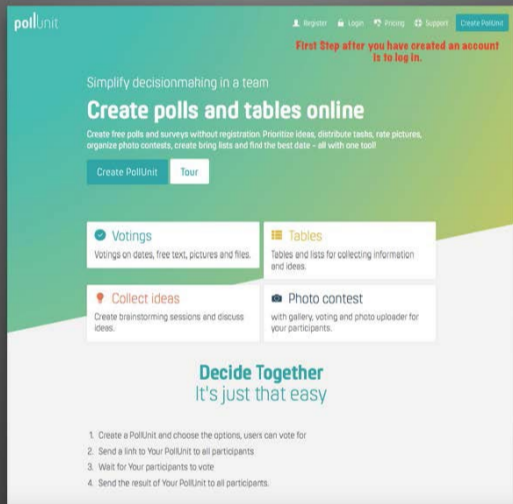 pollUnit
Register Login Pricing Support Create PollUnit
First Step after you have created an account
is to log in.
Simplify decisionmahing in a team
Create polls and tables online
Create free polls and surveys without registration. Prioritize ideas, distribute tasks, rate pictures,
organize photo contests, create bring lists and find the best date – all with one tool!
Create PollUnit Tour
Votings
Votings on dates, free text, pictures and files.
Tables
Tables and lists for collecting information
and ideas.
Collect ideas
Create brainstorming sessions and discuss
ideas.
Photo contest
with gallery, voting and photo uploader for
your participants.
Decide Together
It's just that easy
1. Create a PollUnit and choose the options, users can vote for
2. Send a link to Your PollUnit to all participants
3. Wait for Your participants to vote
4. Send the result of Your PollUnit to all participants.